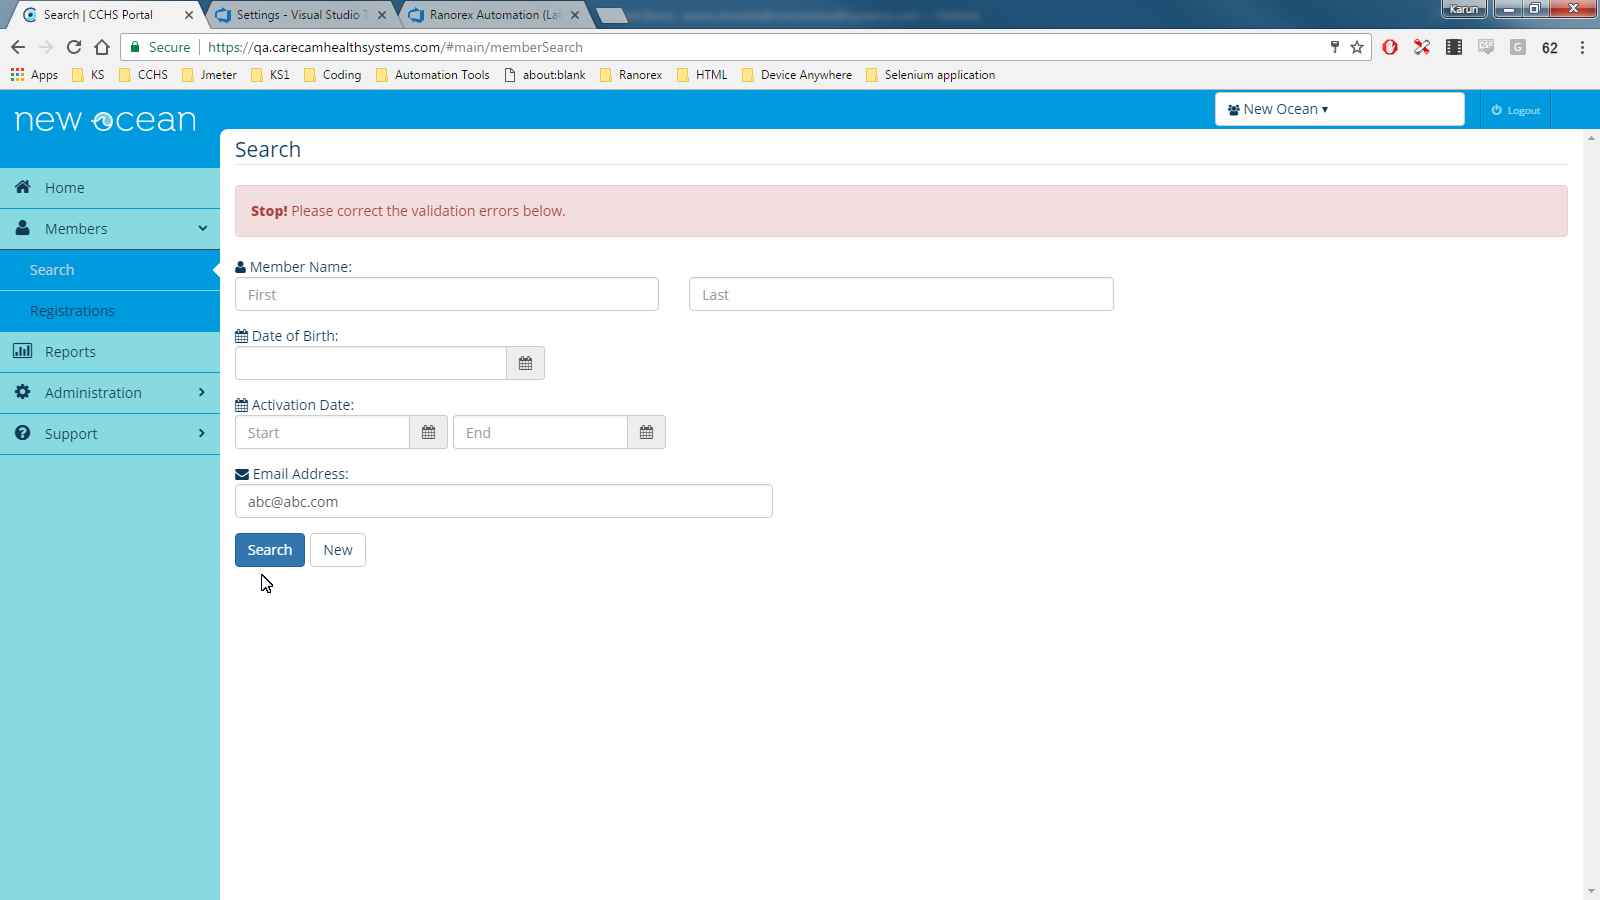 Search | CCHS Portal
Settings - Visual Studio T
Ranorex Automation (La
Karun
Secure
https://qa.carecamhealthsystems.com/#main/memberSearch
62
Apps
KS
CCHS
Jmeter
KS1
Coding
Automation Tools
about:blank
Ranorex
HTML
Device Anywhere
Selenium application
new ocean
New Ocean
Logout
Home
Members
Search
Registrations
Reports
Administration
Support
Search
Stop! Please correct the validation errors below.
Member Name:
First
Last
Date of Birth:
Activation Date:
Start
End
Email Address:
abc@abc.com
Search
New